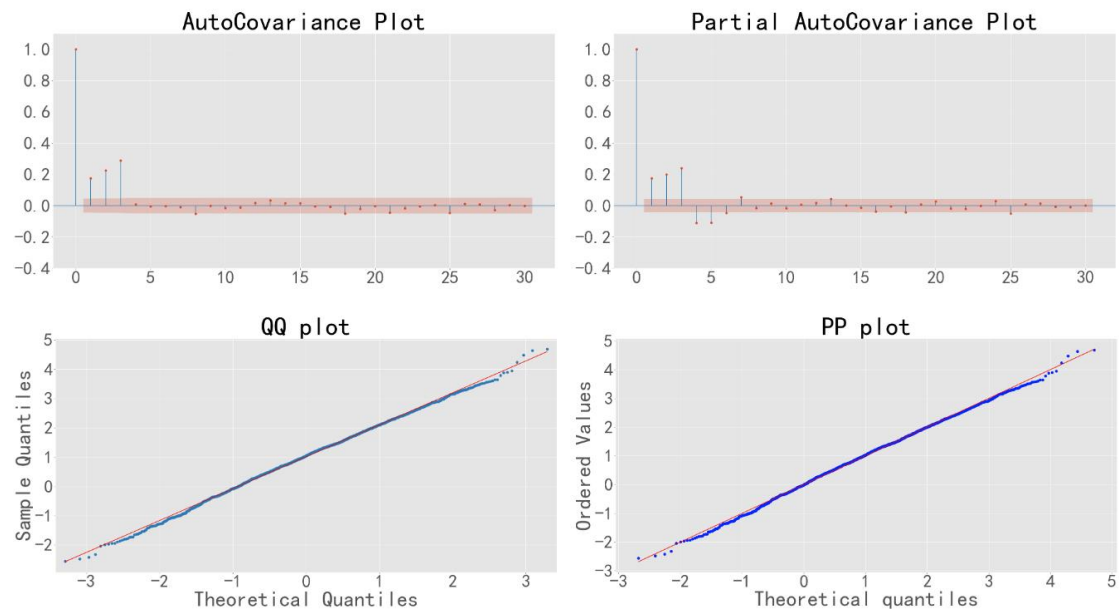 AutoCovariance Plot
1.0
0.8
0.6
0.4
0.2
0.0
−0.2
−0.4
0 5 10 15 20 25 30
Partial AutoCovariance Plot
1.0
0.8
0.6
0.4
0.2
0.0
−0.2
−0.4
0 5 10 15 20 25 30
QQ plot
Sample Quantiles
5
4
3
2
1
0
−1
−2
−3 −2 −1 0 1 2 3
Theoretical Quantiles
PP plot
Ordered Values
5
4
3
2
1
0
−1
−2
−3
−3 −2 −1 0 1 2 3 4 5
Theoretical quantiles